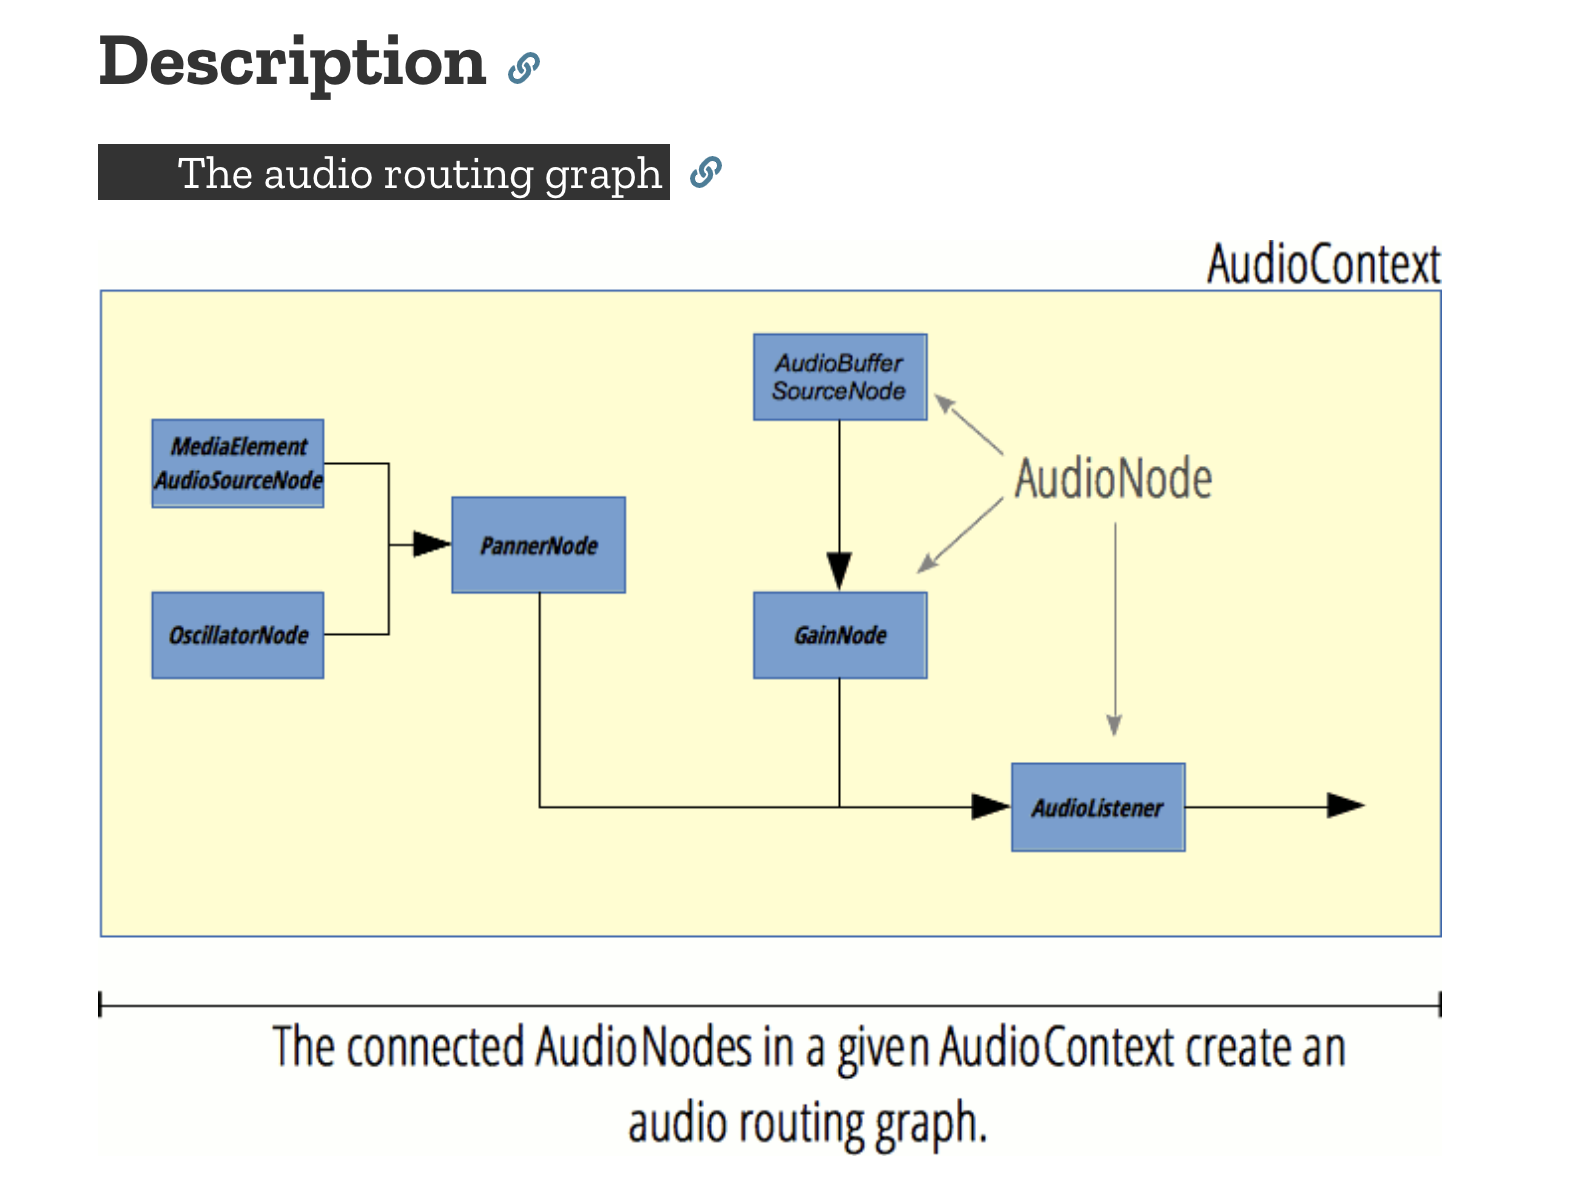 Description
The audio routing graph
AudioContext
AudioBuffer
SourceNode
MediaElement
AudioSourceNode
AudioNode
PannerNode
OscillatorNode
GainNode
AudioListener
The connected AudioNodes in a given AudioContext create an
audio routing graph.